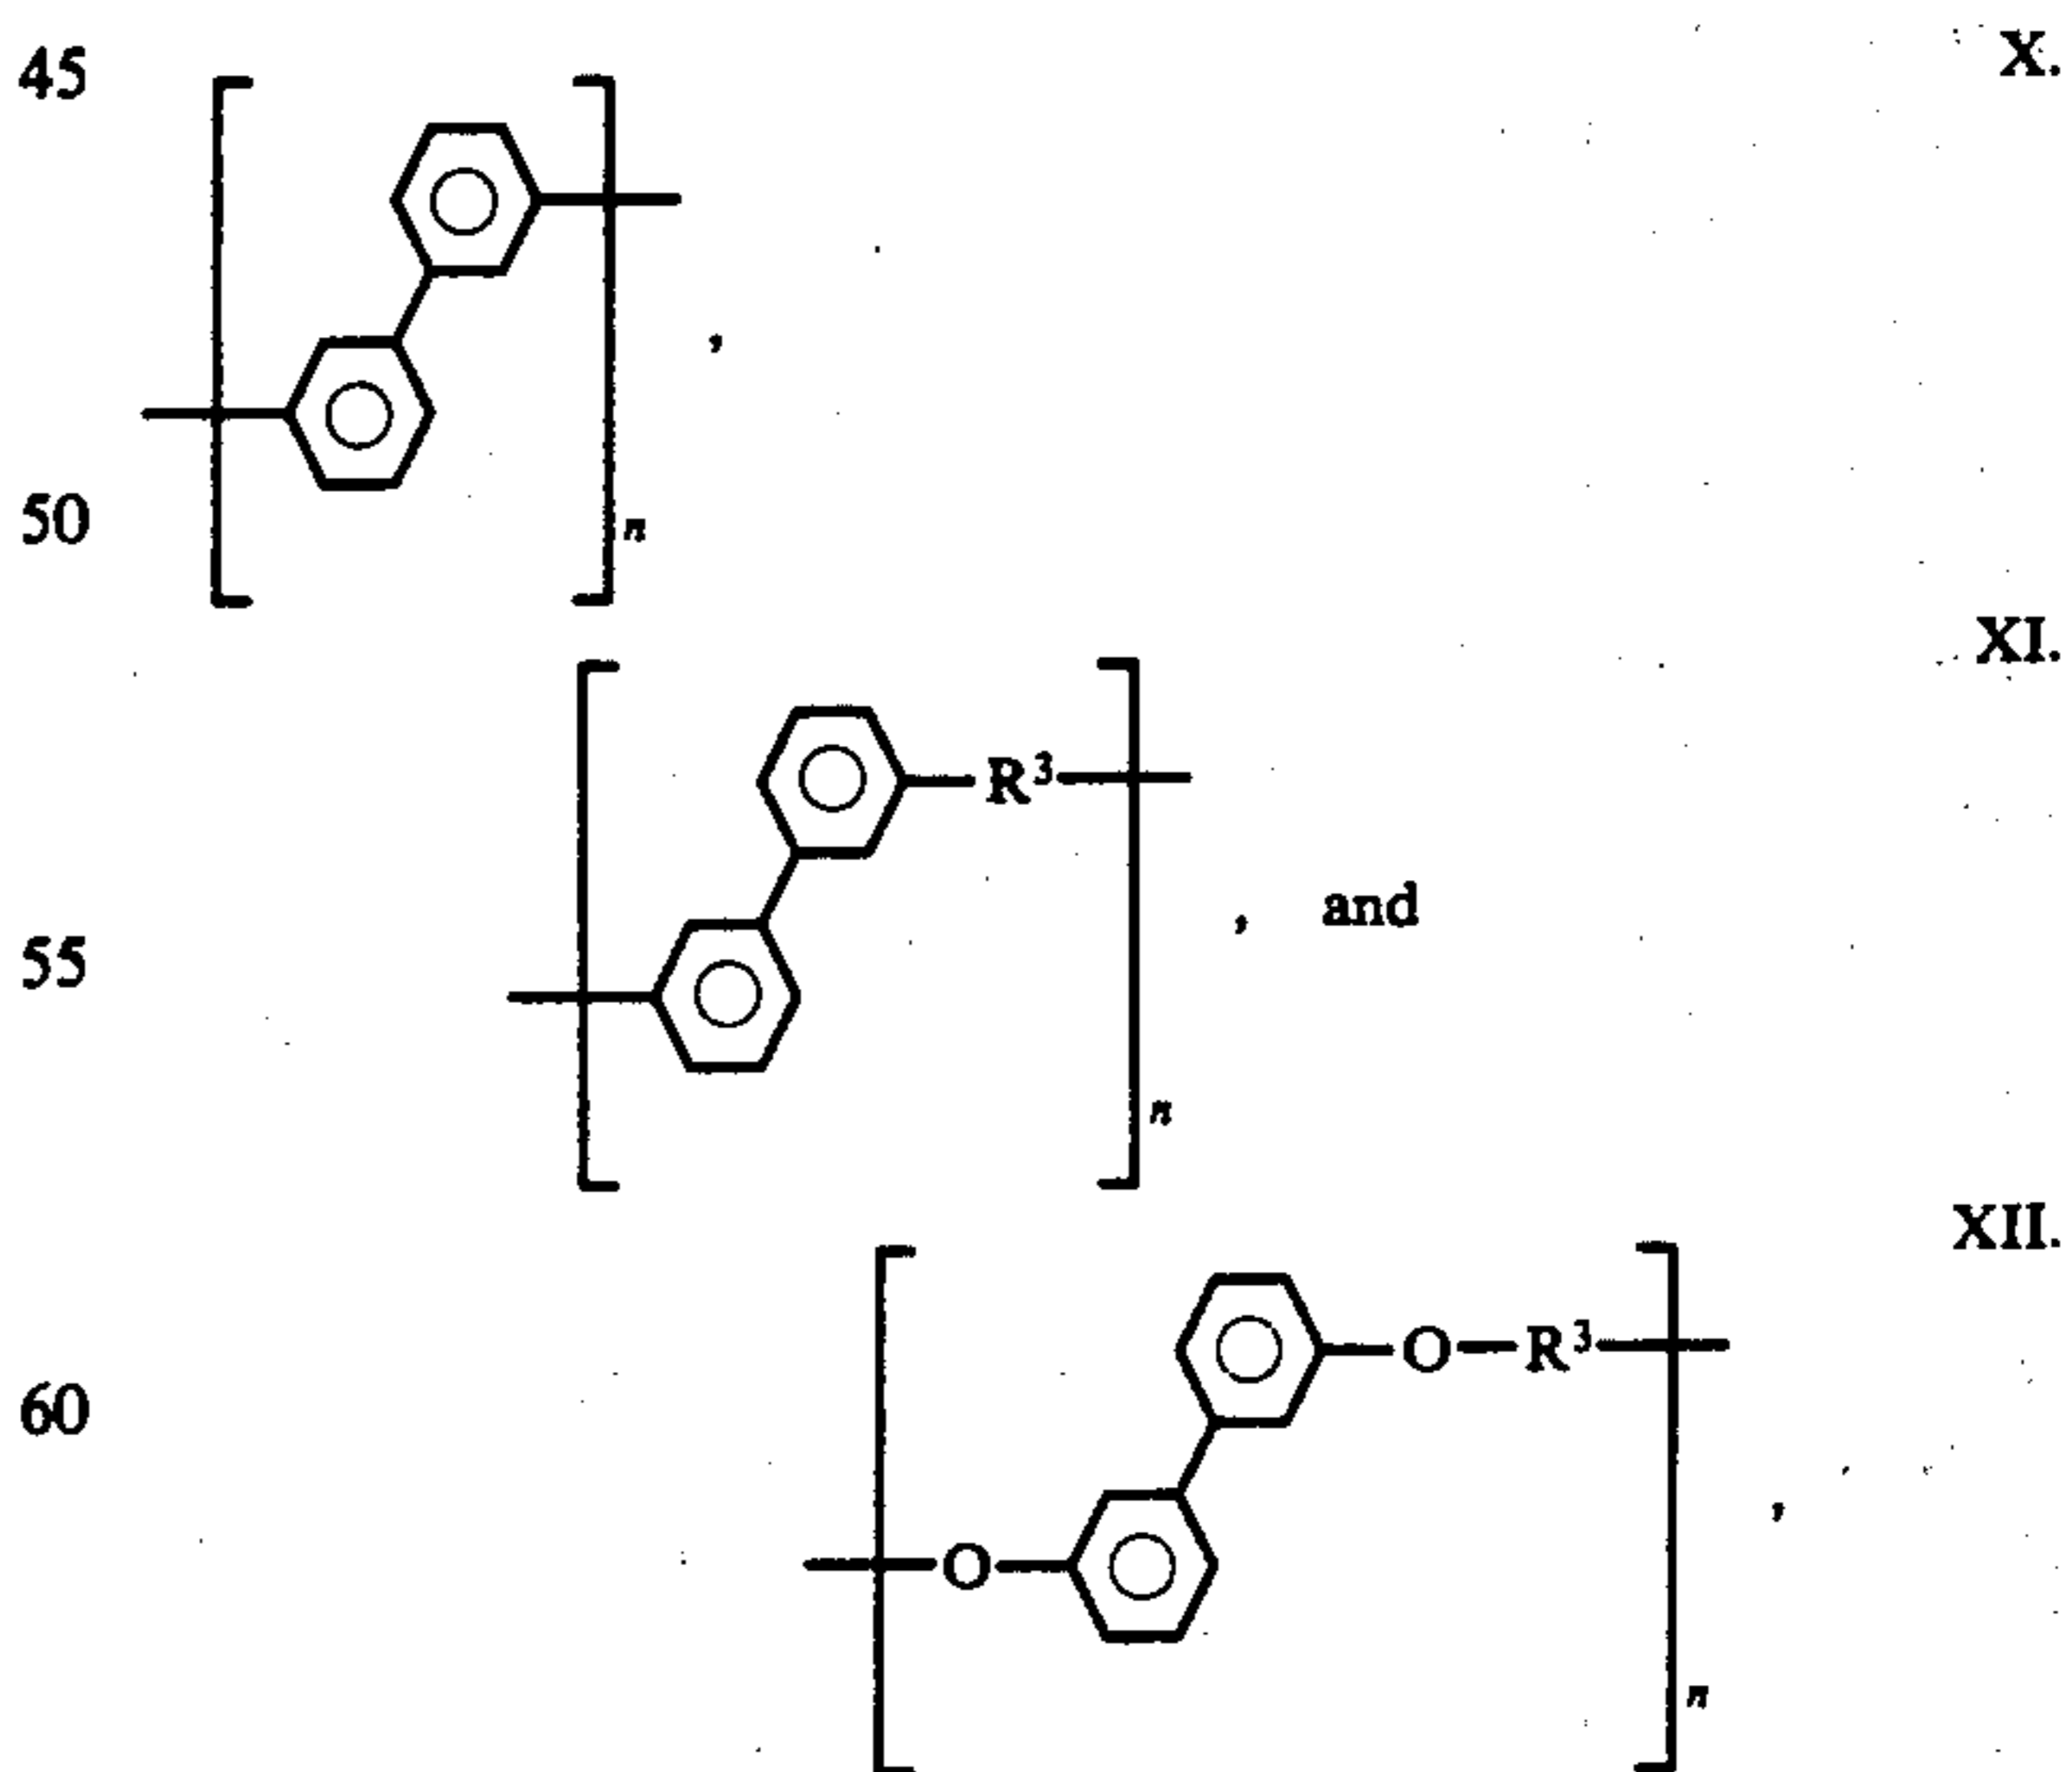 45 X.
,
50 n
XI.
R³
, and
55
n
XII.
O—R³
60
,
O
n